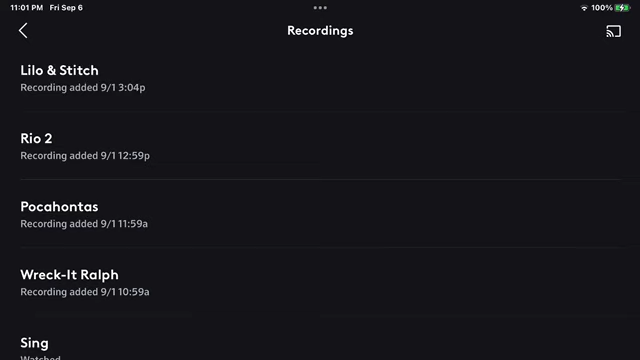 11:01 PM Fri Sep 6
100%
Recordings
Lilo & Stitch
Recording added 9/1 3:04p
Rio 2
Recording added 9/1 12:59p
Pocahontas
Recording added 9/1 11:59a
Wreck-It Ralph
Recording added 9/1 10:59a
Sing
Watched